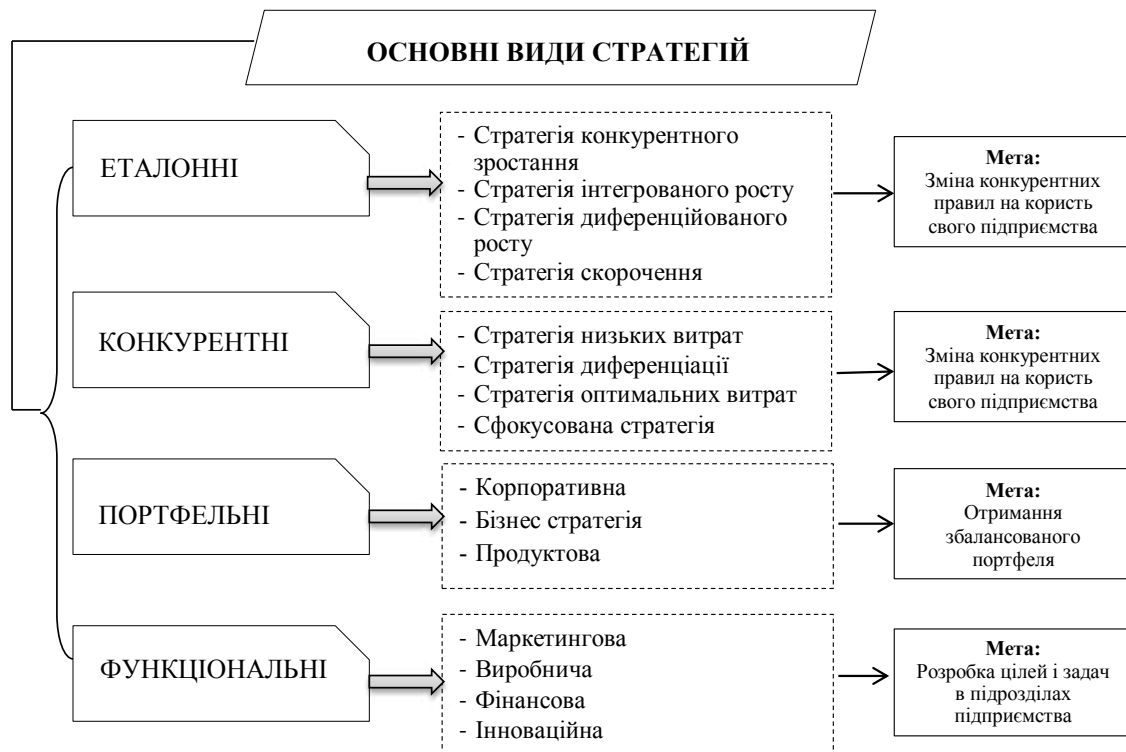 ОСНОВНІ ВИДИ СТРАТЕГІЙ
ЕТАЛОННІ
- Стратегія конкурентного
зростання
- Стратегія інтегрованого росту
- Стратегія диференційованого
росту
- Стратегія скорочення
Мета:
Зміна конкурентних
правил на користь
свого підприємства
КОНКУРЕНТНІ
- Стратегія низьких витрат
- Стратегія диференціації
- Стратегія оптимальних витрат
- Сфокусована стратегія
Мета:
Зміна конкурентних
правил на користь
свого підприємства
ПОРТФЕЛЬНІ
- Корпоративна
- Бізнес стратегія
- Продуктова
Мета:
Отримання
збалансованого
портфеля
ФУНКЦІОНАЛЬНІ
- Маркетингова
- Виробнича
- Фінансова
- Інноваційна
Мета:
Розробка цілей і задач
в підрозділах
підприємства